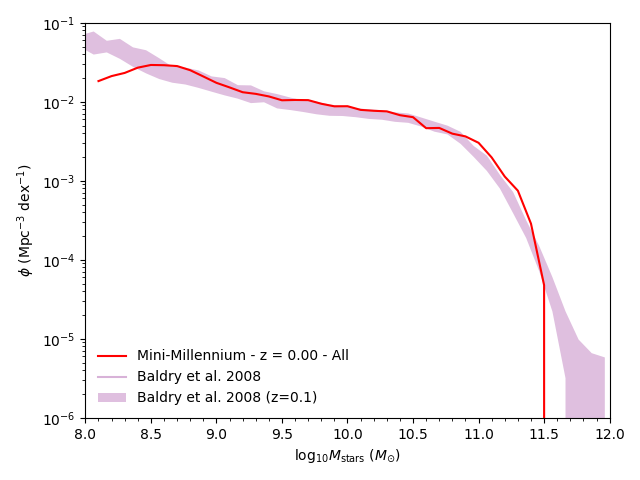 10⁻¹
10⁻²
10⁻³
10⁻⁴
10⁻⁵
10⁻⁶
ϕ (Mpc⁻³ dex⁻¹)
Mini-Millennium - z = 0.00 - All
Baldry et al. 2008
Baldry et al. 2008 (z=0.1)
8.0 8.5 9.0 9.5 10.0 10.5 11.0 11.5 12.0
log₁₀M_stars (M_⊙)